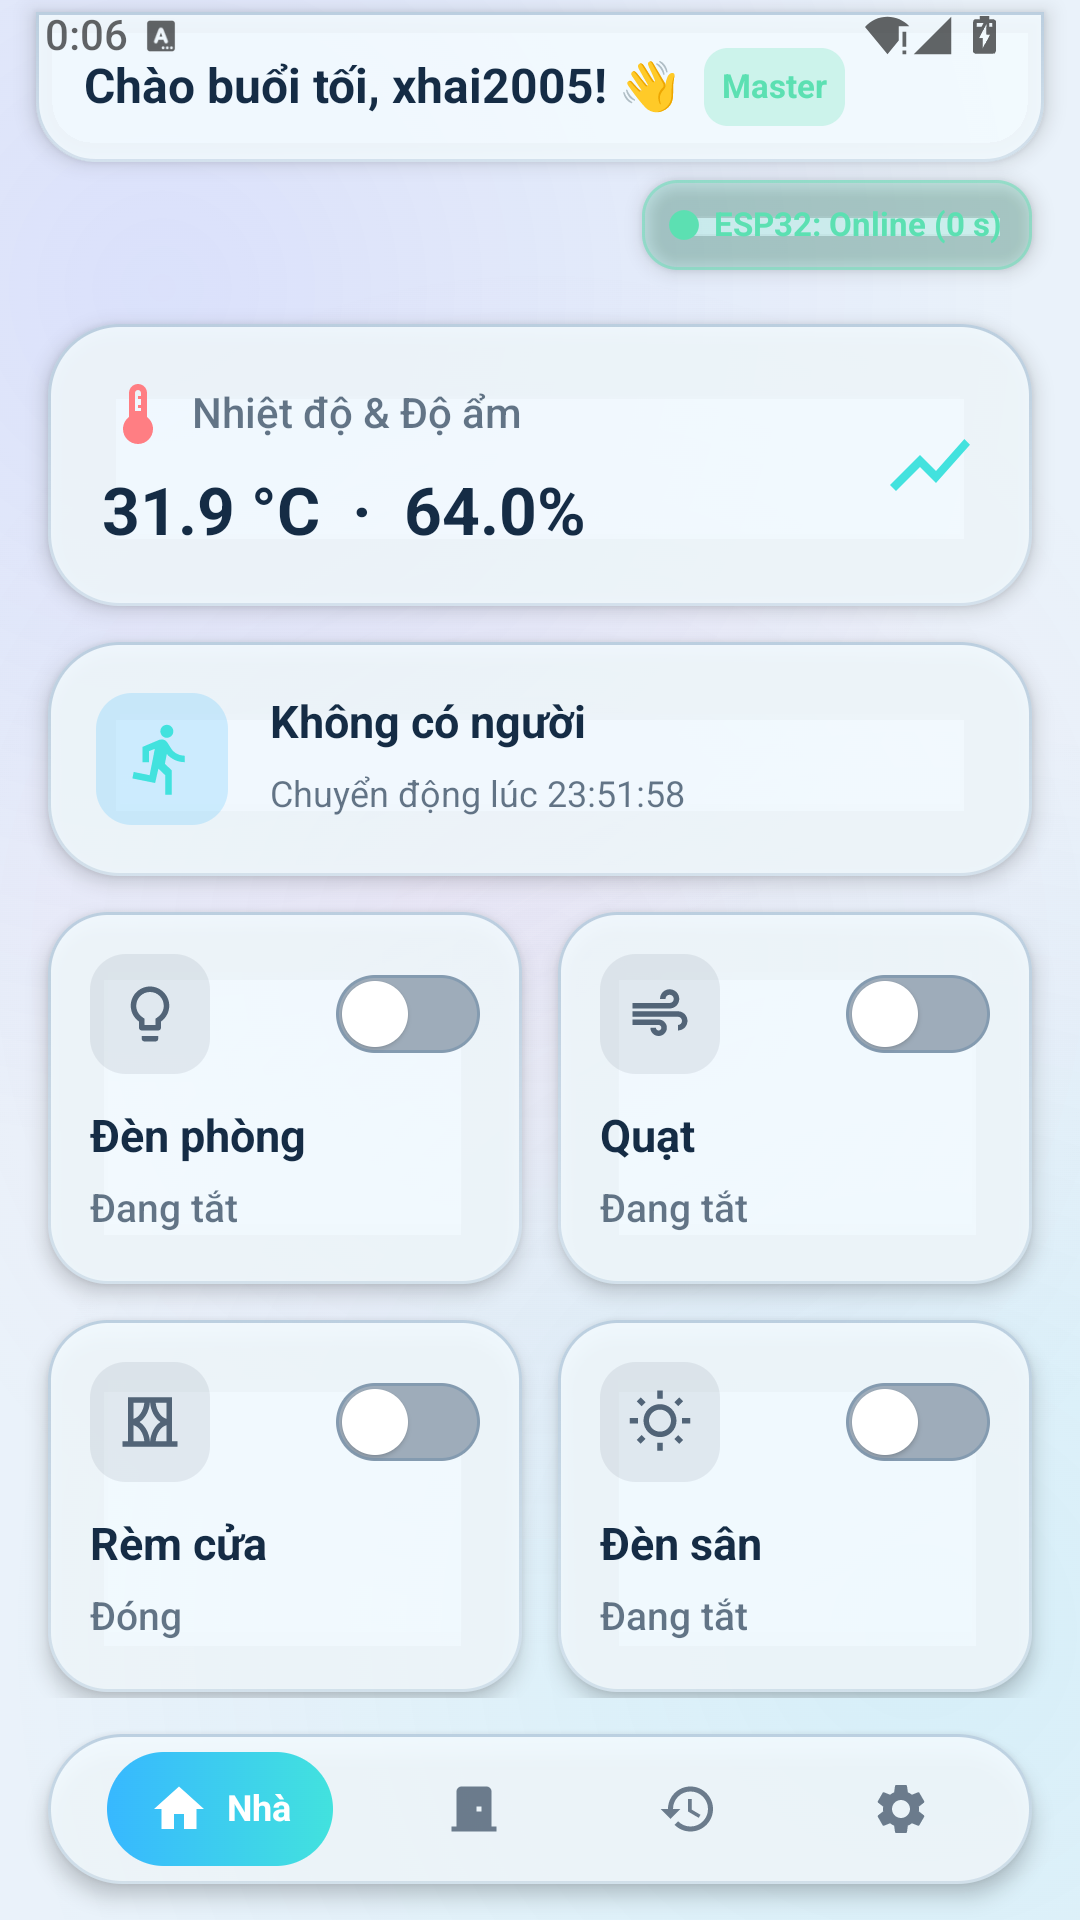 0:06
Chào buổi tối, xhai2005! 👋 Master
ESP32: Online (0 s)
Nhiệt độ & Độ ẩm
31.9 °C · 64.0%
Không có người
Chuyển động lúc 23:51:58
Đèn phòng
Đang tắt
Quạt
Đang tắt
Rèm cửa
Đóng
Đèn sân
Đang tắt
Nhà